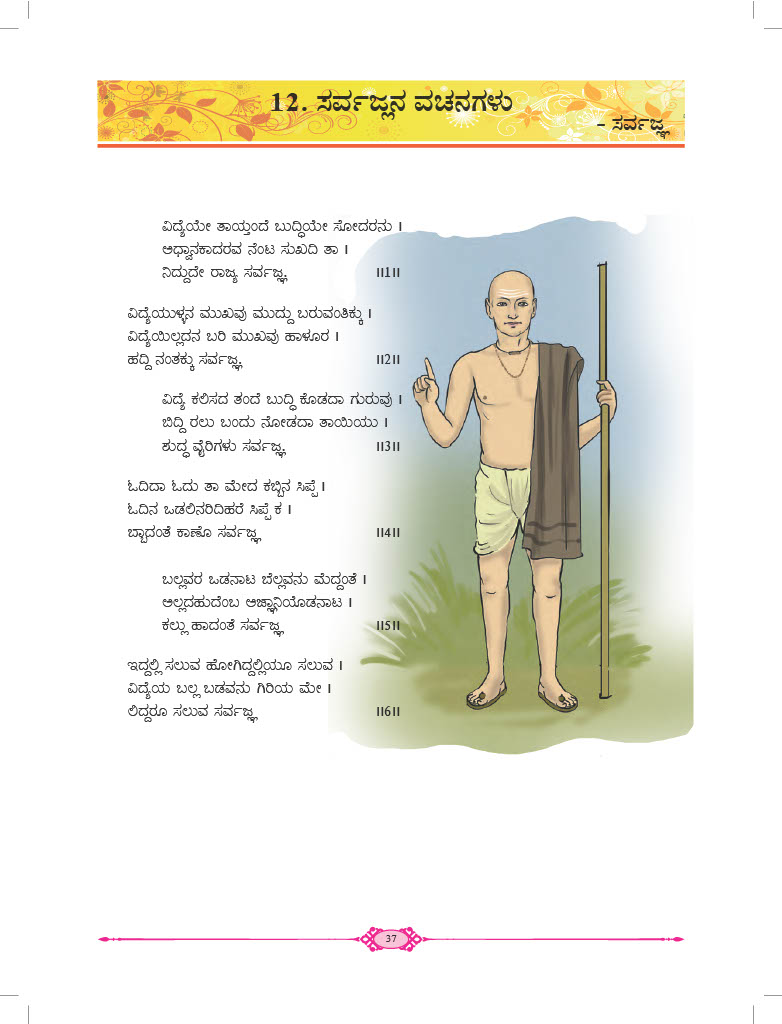 12. ಸರ್ವಜ್ಞನ ವಚನಗಳು
– ಸರ್ವಜ್ಞ
ವಿದ್ಯೆಯೇ ತಾಯ್ತಂದೆ ಬುದ್ಧಿಯೇ ಸೋದರನು ।
ಅಧ್ವಾನಕಾದರವ ನೆಂಟ ಸುಖದಿ ತಾ ।
ನಿದ್ದುದೇ ರಾಜ್ಯ ಸರ್ವಜ್ಞ ॥1॥
ವಿದ್ಯೆಯುಳ್ಳನ ಮುಖವು ಮುದ್ದು ಬರುವಂತಿಕ್ಕು ।
ವಿದ್ಯೆಯಿಲ್ಲದನ ಬರಿ ಮುಖವು ಹಾಳೂರ ।
ಹದ್ದಿ ನಂತಕ್ಕು ಸರ್ವಜ್ಞ ॥2॥
ವಿದ್ಯೆ ಕಲಿಸದ ತಂದೆ ಬುದ್ಧಿ ಕೊಡದಾ ಗುರುವು ।
ಬಿದ್ದಿ ರಲು ಬಂದು ನೋಡದಾ ತಾಯಿಯು ।
ಶುದ್ಧ ವೈರಿಗಳು ಸರ್ವಜ್ಞ ॥3॥
ಓದಿದಾ ಓದು ತಾ ಮೇದ ಕಬ್ಬಿನ ಸಿಪ್ಪೆ ।
ಓದಿನ ಒಡಲಿನರಿದಿಹರೆ ಸಿಪ್ಪೆ ಕ ।
ಬ್ಬಾದಂತೆ ಕಾಣೊ ಸರ್ವಜ್ಞ ॥4॥
ಬಲ್ಲವರ ಒಡನಾಟ ಬೆಲ್ಲವನು ಮೆದ್ದಂತೆ ।
ಅಲ್ಲದಹುದೆಂಬ ಅಜ್ಞಾನಿಯೊಡನಾಟ ।
ಕಲ್ಲು ಹಾದಂತೆ ಸರ್ವಜ್ಞ ॥5॥
ಇದ್ದಲ್ಲಿ ಸಲುವ ಹೋಗಿದ್ದಲ್ಲಿಯೂ ಸಲುವ ।
ವಿದ್ಯೆಯ ಬಲ್ಲ ಬಡವನು ಗಿರಿಯ ಮೇ ।
ಲಿದ್ದರೂ ಸಲುವ ಸರ್ವಜ್ಞ ॥6॥
37